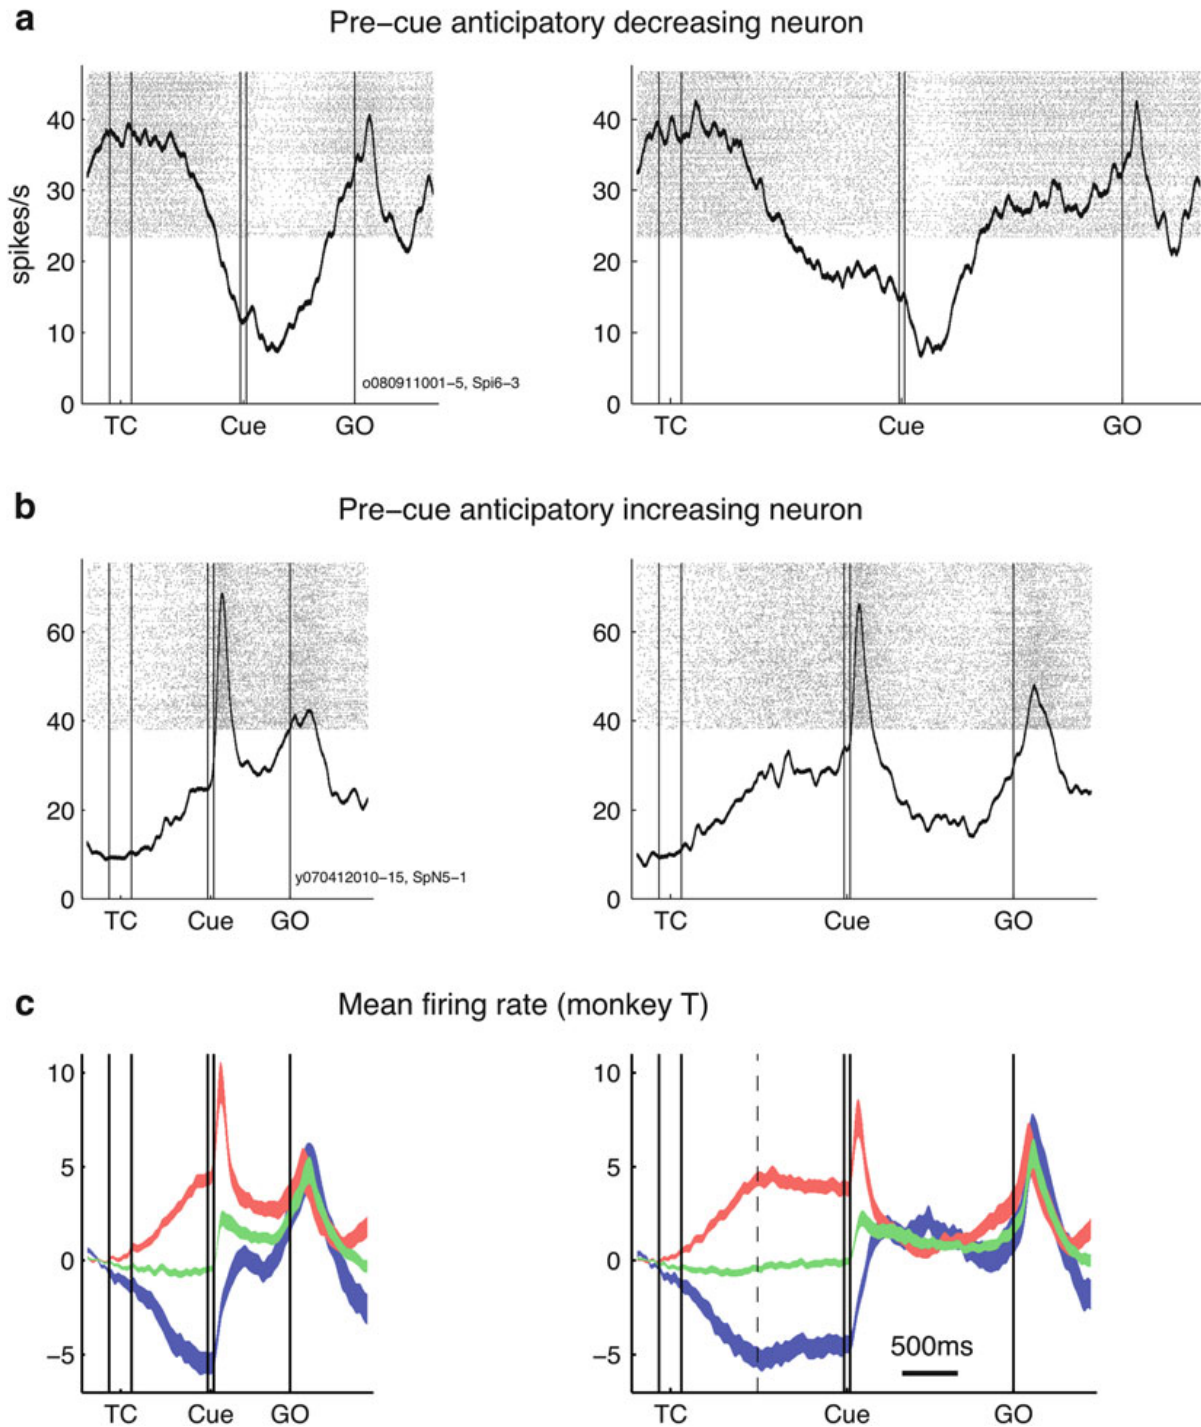 a Pre−cue anticipatory decreasing neuron
spikes/s
40
30
20
10
0
TC Cue GO
o080911001−5, Spi6−3
40
30
20
10
0
TC Cue GO
b Pre−cue anticipatory increasing neuron
60
40
20
0
TC Cue GO
y070412010−15, SpN5−1
60
40
20
0
TC Cue GO
c Mean firing rate (monkey T)
10
5
0
−5
TC Cue GO
10
5
0
−5
500ms
TC Cue GO